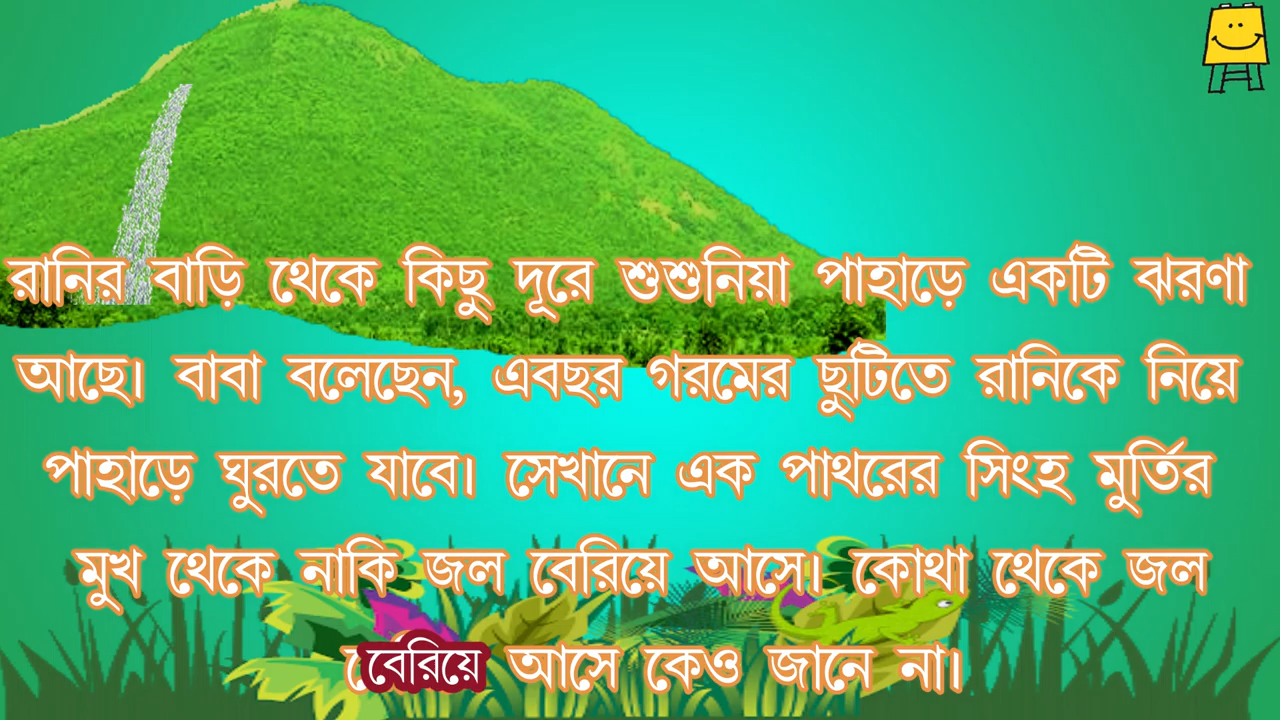 রানির বাড়ি থেকে কিছু দূরে শুশুনিয়া পাহাড়ে একটি ঝরণা
আছে। বাবা বলেছেন, এবছর গরমের ছুটিতে রানিকে নিয়ে
পাহাড়ে ঘুরতে যাবে। সেখানে এক পাথরের সিংহ মুর্তির
মুখ থেকে নাকি জল বেরিয়ে আসে। কোথা থেকে জল
বেরিয়ে আসে কেও জানে না।